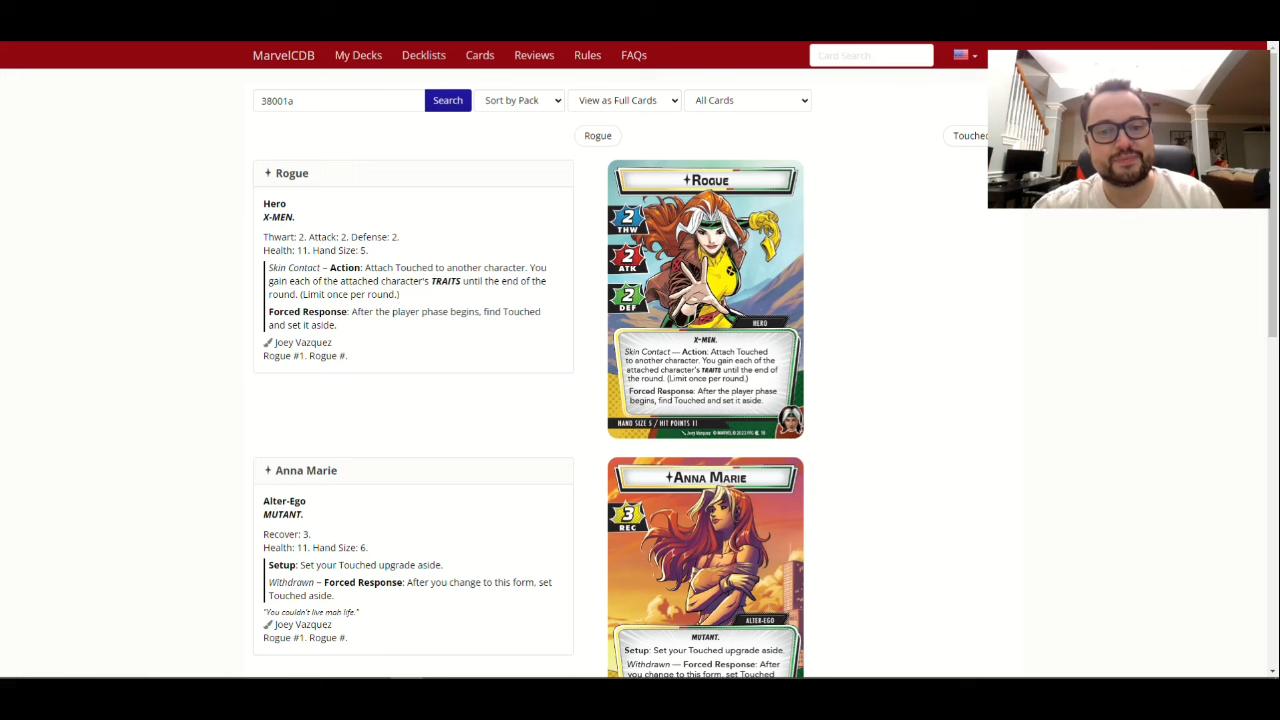 MarvelCDB My Decks Decklists Cards Reviews Rules FAQs Card Search
38001a Search Sort by Pack View as Full Cards All Cards
Rogue Touched
Rogue
Hero
X-MEN.
Thwart: 2. Attack: 2. Defense: 2.
Health: 11. Hand Size: 5.
Skin Contact – Action: Attach Touched to another character. You
gain each of the attached character's TRAITS until the end of the
round. (Limit once per round.)
Forced Response: After the player phase begins, find Touched
and set it aside.
Joey Vazquez
Rogue #1. Rogue #.
ROGUE
2
THW
2
ATK
2
DEF
HERO
X-MEN.
Skin Contact — Action: Attach Touched
to another character. You gain each of the
attached character's TRAITS until the end of
the round. (Limit once per round.)
Forced Response: After the player phase
begins, find Touched and set it aside.
HAND SIZE 5 / HIT POINTS 11
Anna Marie
Alter-Ego
MUTANT.
Recover: 3.
Health: 11. Hand Size: 6.
Setup: Set your Touched upgrade aside.
Withdrawn – Forced Response: After you change to this form, set
Touched aside.
"You couldn't live mah life."
Joey Vazquez
Rogue #1. Rogue #.
ANNA MARIE
3
REC
ALTER-EGO
MUTANT.
Setup: Set your Touched upgrade aside.
Withdrawn — Forced Response: After
you change to this form, set Touched